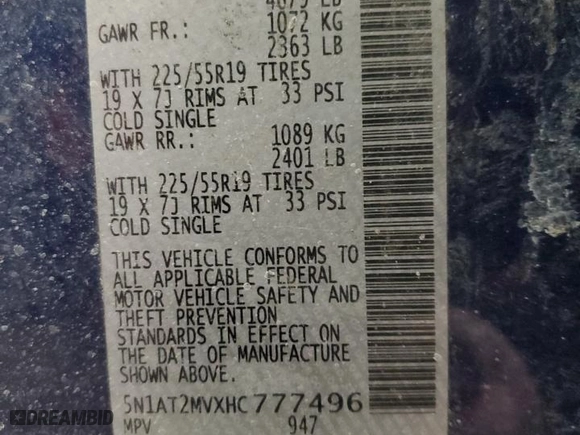 4079 LB
GAWR FR.: 1072 KG
2363 LB
WITH 225/55R19 TIRES
19 X 7J RIMS AT 33 PSI
COLD SINGLE
GAWR RR.: 1089 KG
2401 LB
WITH 225/55R19 TIRES
19 X 7J RIMS AT 33 PSI
COLD SINGLE
THIS VEHICLE CONFORMS TO
ALL APPLICABLE FEDERAL
MOTOR VEHICLE SAFETY AND
THEFT PREVENTION
STANDARDS IN EFFECT ON
THE DATE OF MANUFACTURE
SHOWN ABOVE.
5N1AT2MVXHC777496
MPV 947
DREAMBID